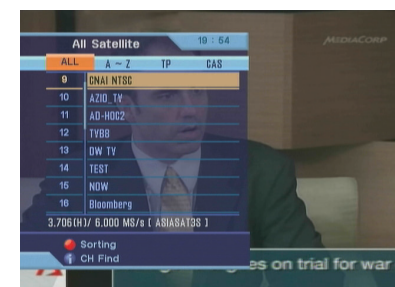 All Satellite 19 : 54
MEDIACORP
ALL A ~ Z TP CAS
9 CNAI NTSC
10 AZIO_TV
11 AD-HOC2
12 TVBB
13 DW TV
14 TEST
15 NOW
16 Bloomberg
3.706(H)/ 6.000 MS/s [ ASIASAT3S ]
Sorting
CH Find
es on trial for war